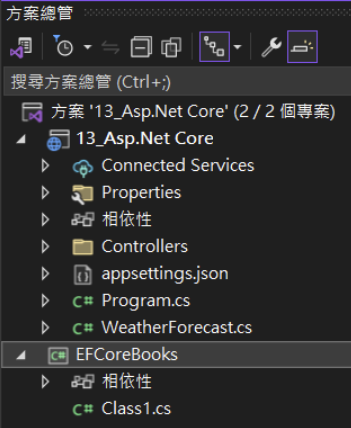 方案總管
搜尋方案總管 (Ctrl+;)
方案 '13_Asp.Net Core' (2 / 2 個專案)
13_Asp.Net Core
Connected Services
Properties
相依性
Controllers
appsettings.json
C# Program.cs
C# WeatherForecast.cs
C# EFCoreBooks
相依性
C# Class1.cs